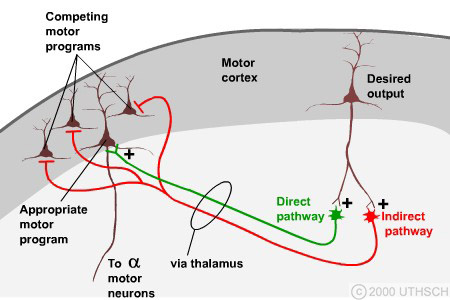 Competing
motor
programs
Motor
cortex
Desired
output
+
Appropriate
motor
program
Direct
pathway
+
+
Indirect
pathway
To α
motor
neurons
via thalamus
© 2000 UTHSCH